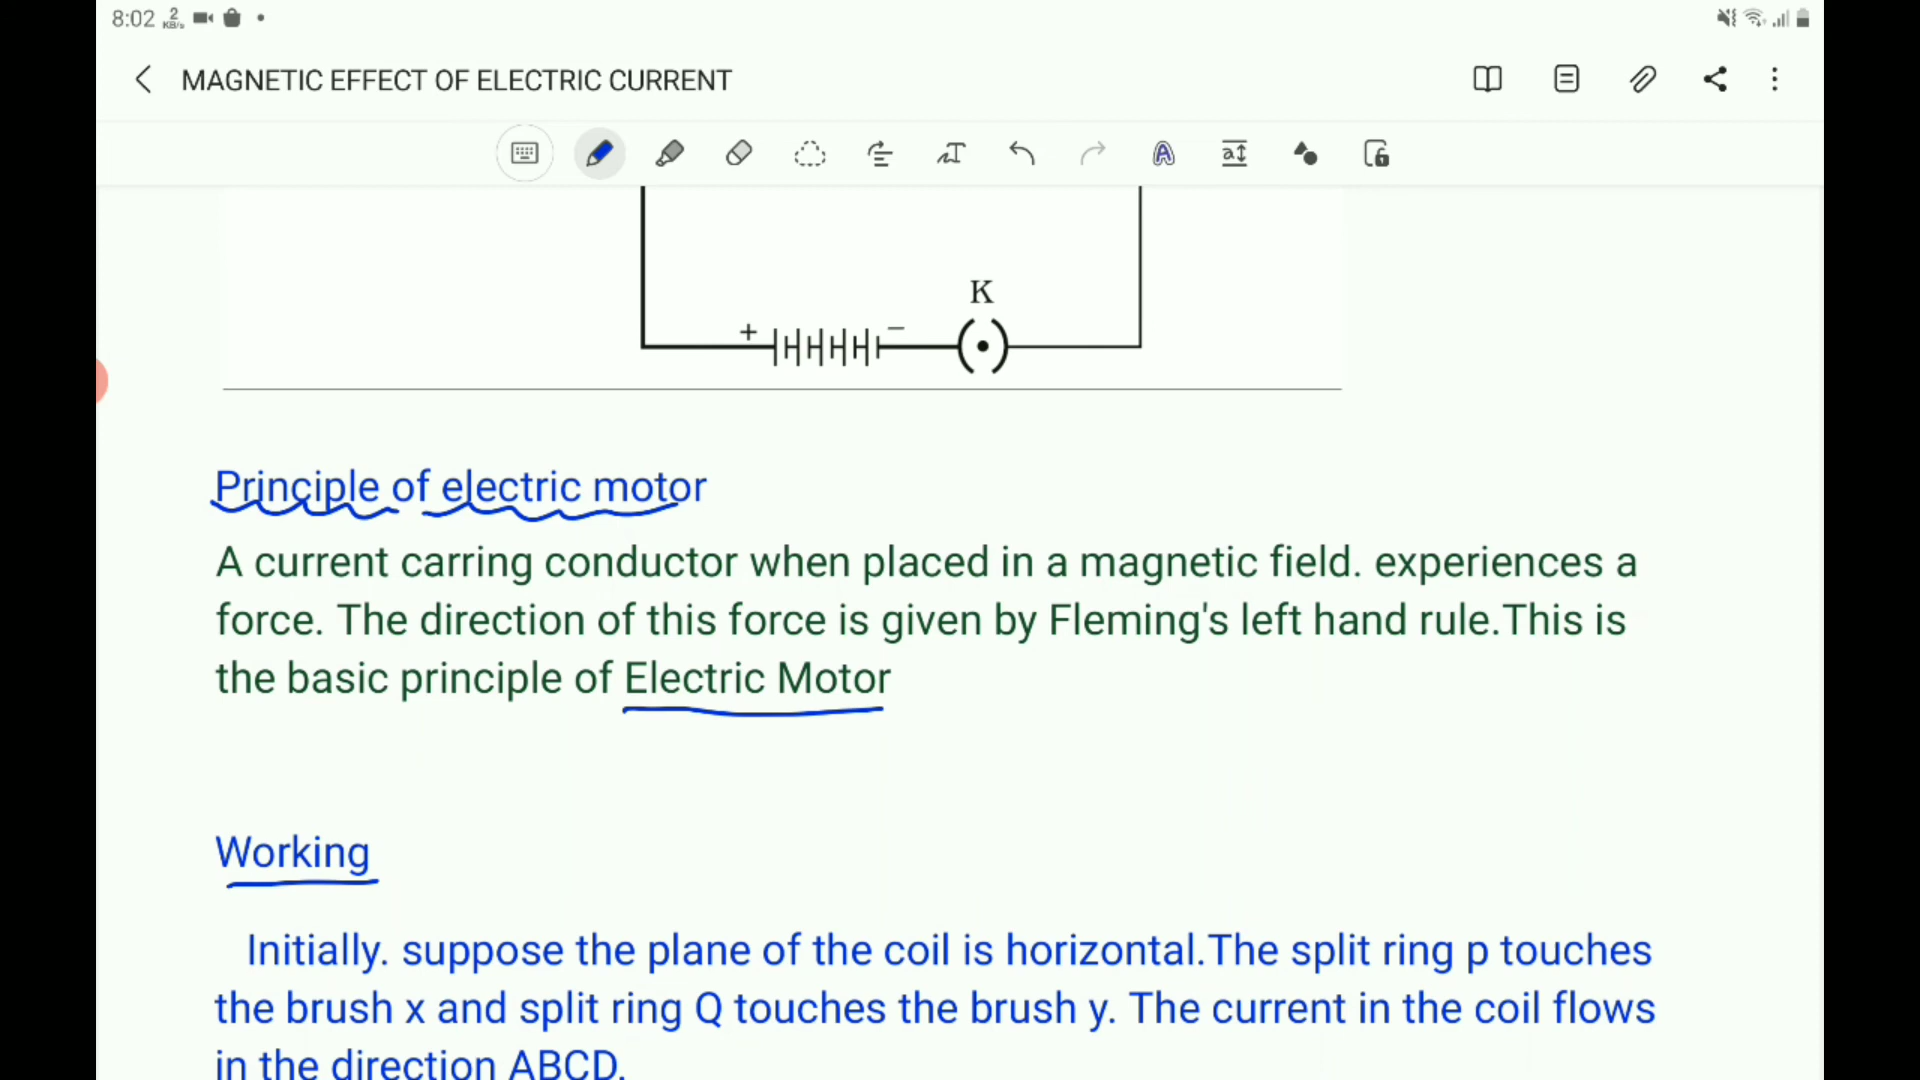 8:02 2 KB/s
MAGNETIC EFFECT OF ELECTRIC CURRENT
K
+ −
Principle of electric motor
A current carring conductor when placed in a magnetic field. experiences a
force. The direction of this force is given by Fleming's left hand rule.This is
the basic principle of Electric Motor
Working
Initially. suppose the plane of the coil is horizontal.The split ring p touches
the brush x and split ring Q touches the brush y. The current in the coil flows
in the direction ABCD.